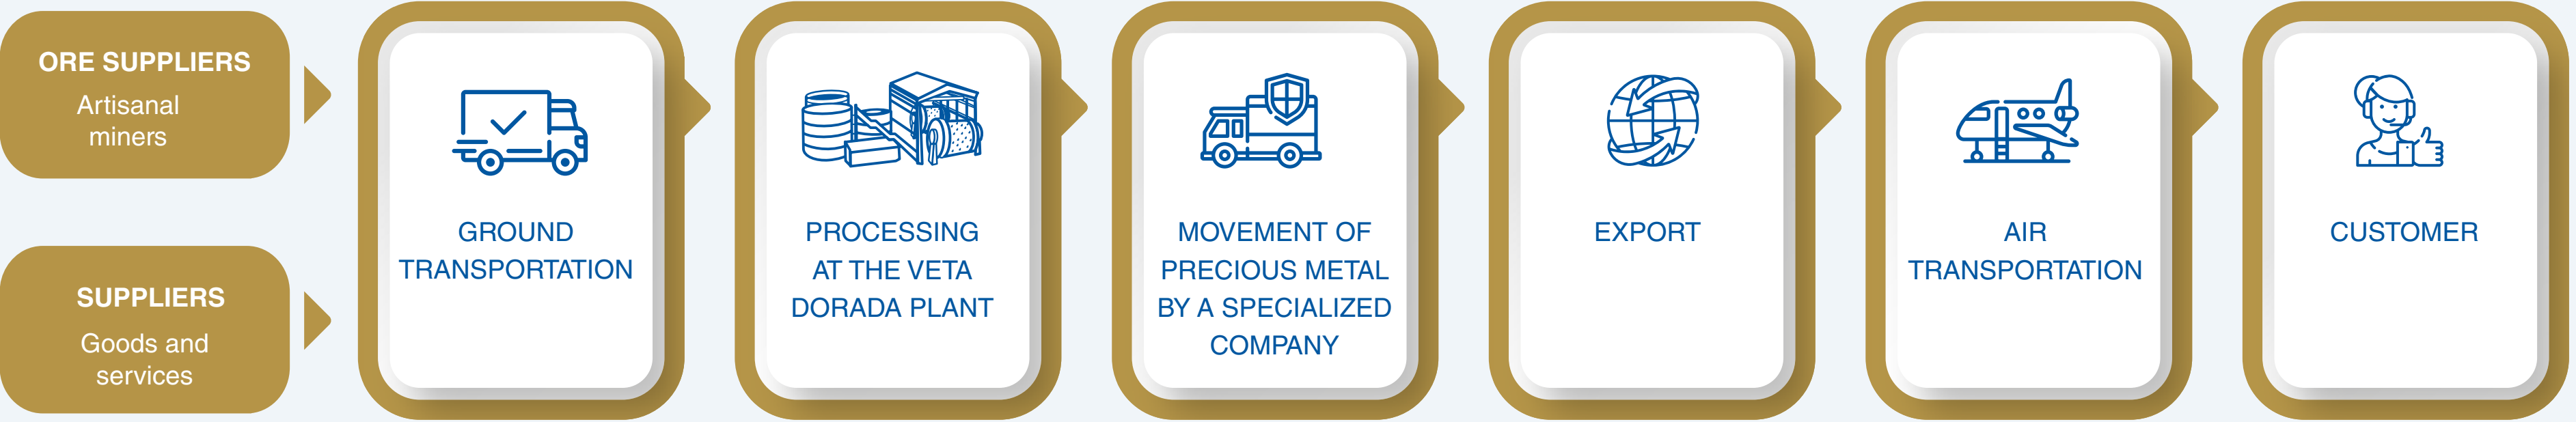 ORE SUPPLIERS
Artisanal
miners
SUPPLIERS
Goods and
services
GROUND
TRANSPORTATION
PROCESSING
AT THE VETA
DORADA PLANT
MOVEMENT OF
PRECIOUS METAL
BY A SPECIALIZED
COMPANY
EXPORT
AIR
TRANSPORTATION
CUSTOMER